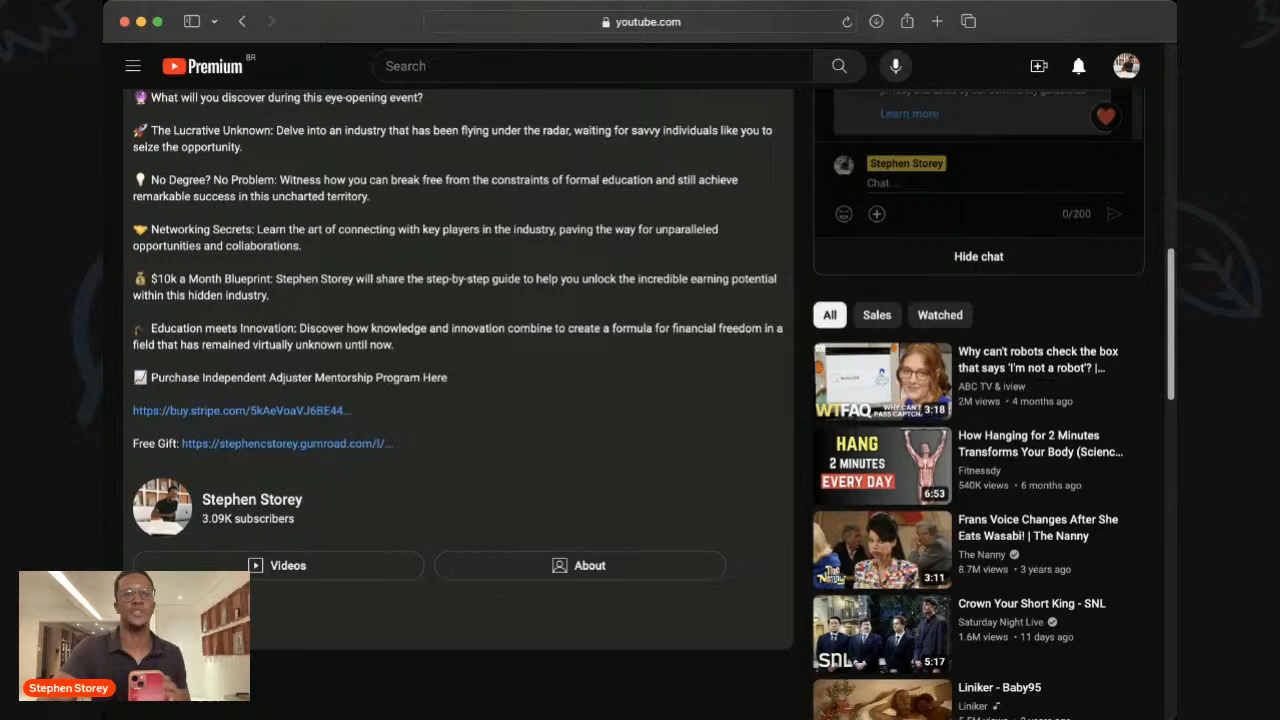 youtube.com
Premium BR
Search
🔮 What will you discover during this eye-opening event?
🚀 The Lucrative Unknown: Delve into an industry that has been flying under the radar, waiting for savvy individuals like you to
seize the opportunity.
💡 No Degree? No Problem: Witness how you can break free from the constraints of formal education and still achieve
remarkable success in this uncharted territory.
🤝 Networking Secrets: Learn the art of connecting with key players in the industry, paving the way for unparalleled
opportunities and collaborations.
💰 $10k a Month Blueprint: Stephen Storey will share the step-by-step guide to help you unlock the incredible earning potential
within this hidden industry.
🎓 Education meets Innovation: Discover how knowledge and innovation combine to create a formula for financial freedom in a
field that has remained virtually unknown until now.
📈 Purchase Independent Adjuster Mentorship Program Here
https://buy.stripe.com/5kAeVoaVJ6BE44...
Free Gift: https://stephencstorey.gumroad.com/l/...
Stephen Storey
3.09K subscribers
Videos
About
Stephen Storey
Learn more
Stephen Storey
Chat...
0/200
Hide chat
All
Sales
Watched
WTFAQ
WHY CAN'T ROBOTS
PASS CAPTCHA
3:18
Why can't robots check the box
that says 'I'm not a robot'? |...
ABC TV & iview
2M views • 4 months ago
HANG
2 MINUTES
EVERY DAY
6:53
How Hanging for 2 Minutes
Transforms Your Body (Scienc...
Fitnessdy
540K views • 6 months ago
The Nanny
3:11
Frans Voice Changes After She
Eats Wasabi! | The Nanny
The Nanny
8.7M views • 3 years ago
SNL
5:17
Crown Your Short King - SNL
Saturday Night Live
1.6M views • 11 days ago
Liniker - Baby95
Liniker